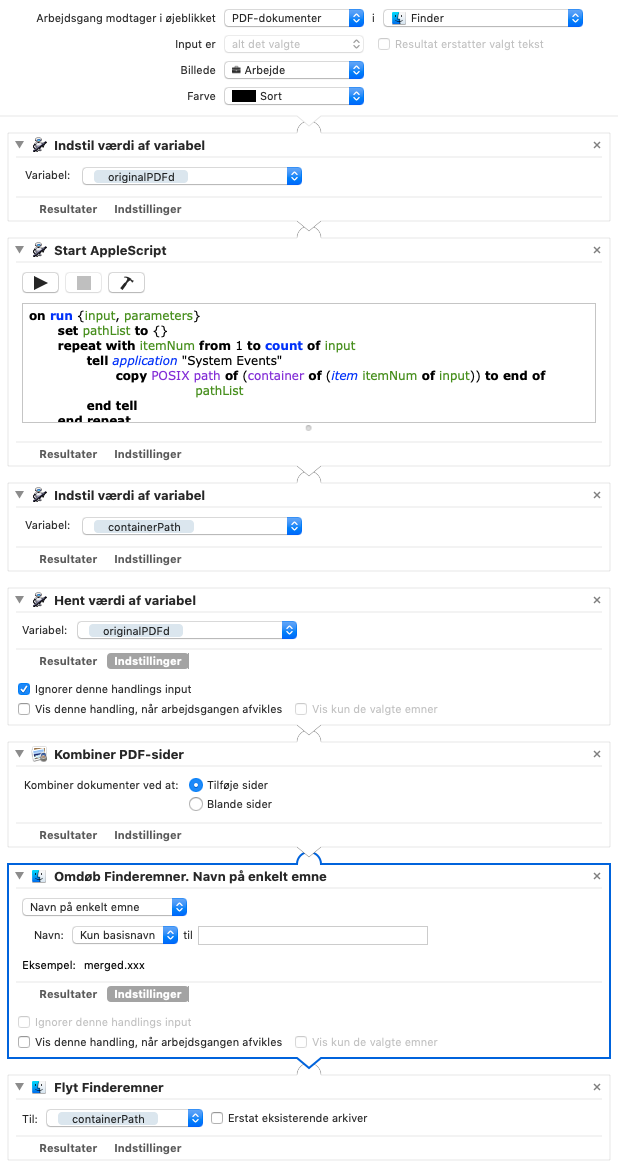 Arbejdsgang modtager i øjeblikket PDF-dokumenter i Finder
Input er alt det valgte Resultat erstatter valgt tekst
Billede Arbejde
Farve Sort
Indstil værdi af variabel
Variabel: originalPDFd
Resultater Indstillinger
Start AppleScript
on run {input, parameters}
set pathList to {}
repeat with itemNum from 1 to count of input
tell application "System Events"
copy POSIX path of (container of (item itemNum of input)) to end of
pathList
end tell
end repeat
Resultater Indstillinger
Indstil værdi af variabel
Variabel: containerPath
Resultater Indstillinger
Hent værdi af variabel
Variabel: originalPDFd
Resultater Indstillinger
Ignorer denne handlings input
Vis denne handling, når arbejdsgangen afvikles Vis kun de valgte emner
Kombiner PDF-sider
Kombiner dokumenter ved at: Tilføje sider
Blande sider
Resultater Indstillinger
Omdøb Finderemner. Navn på enkelt emne
Navn på enkelt emne
Navn: Kun basisnavn til
Eksempel: merged.xxx
Resultater Indstillinger
Ignorer denne handlings input
Vis denne handling, når arbejdsgangen afvikles Vis kun de valgte emner
Flyt Finderemner
Til: containerPath Erstat eksisterende arkiver
Resultater Indstillinger